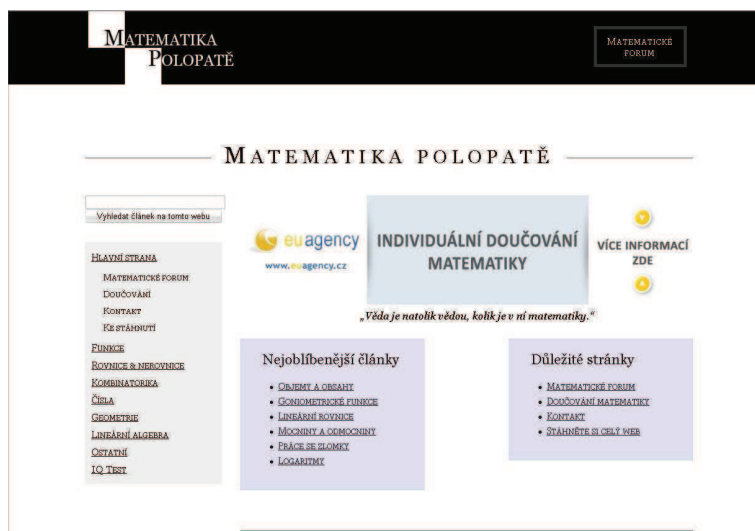 MATEMATIKA
POLOPATĚ
MATEMATICKÉ
FORUM
MATEMATIKA POLOPATĚ
Vyhledat článek na tomto webu
HLAVNÍ STRANA
MATEMATICKÉ FORUM
DOUČOVÁNÍ
KONTAKT
KE STÁHNUTÍ
FUNKCE
ROVNICE & NEROVNICE
KOMBINATORIKA
ČÍSLA
GEOMETRIE
LINEÁRNÍ ALGEBRA
OSTATNÍ
IQ TEST
euagency
www.euagency.cz
INDIVIDUÁLNÍ DOUČOVÁNÍ
MATEMATIKY
VÍCE INFORMACÍ
ZDE
„Věda je natolik vědou, kolik je v ní matematiky.“
Nejoblíbenější články
• OBJEMY A OBSAHY
• GONIOMETRICKÉ FUNKCE
• LINEÁRNÍ ROVNICE
• MOCNINY A ODMOCNINY
• PRÁCE SE ZLOMKY
• LOGARITMY
Důležité stránky
• MATEMATICKÉ FORUM
• DOUČOVÁNÍ MATEMATIKY
• KONTAKT
• STÁHNĚTE SI CELÝ WEB